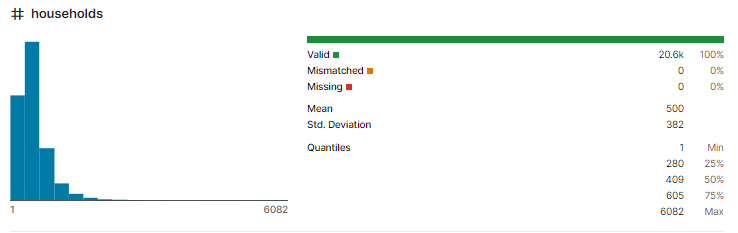 # households
Valid 20.6k 100%
Mismatched 0 0%
Missing 0 0%
Mean 500
Std. Deviation 382
Quantiles 1 Min
280 25%
409 50%
605 75%
6082 Max
1 6082